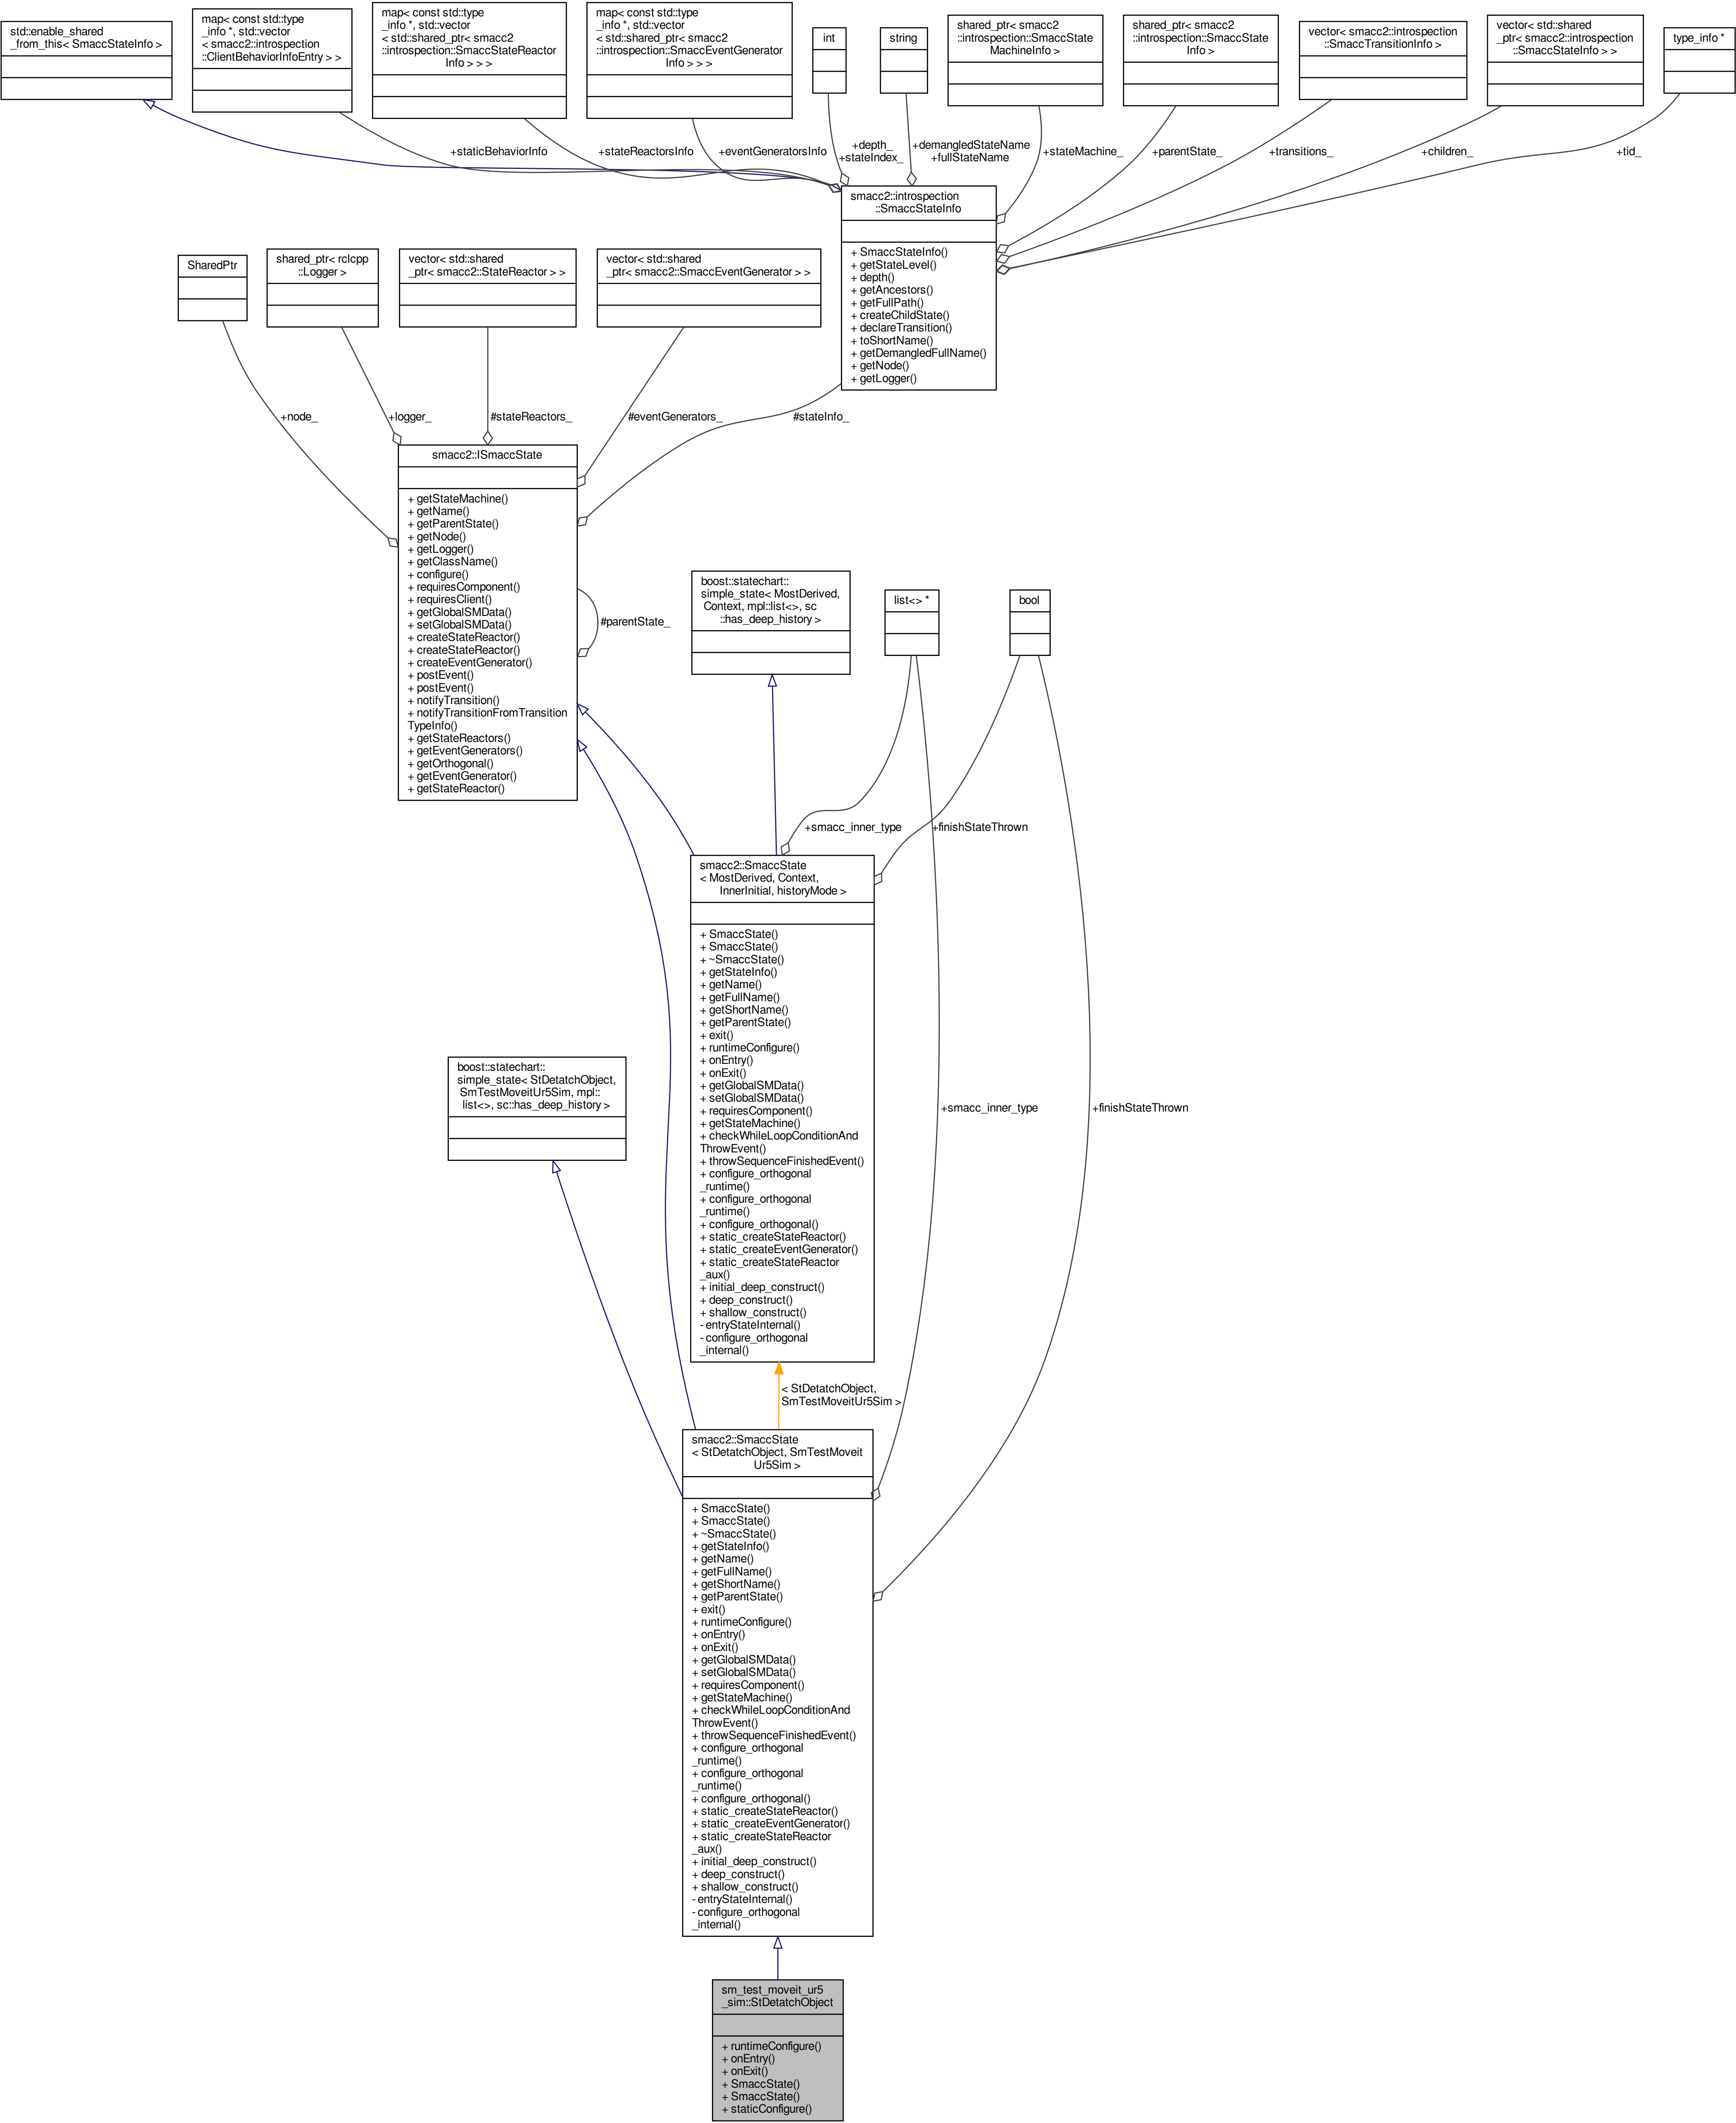 std::enable_shared
_from_this< SmaccStateInfo >
map< const std::type
_info *, std::vector
< smacc2::introspection
::ClientBehaviorInfoEntry > >
map< const std::type
_info *, std::vector
< std::shared_ptr< smacc2
::introspection::SmaccStateReactor
Info > > >
map< const std::type
_info *, std::vector
< std::shared_ptr< smacc2
::introspection::SmaccEventGenerator
Info > > >
int
string
shared_ptr< smacc2
::introspection::SmaccState
MachineInfo >
shared_ptr< smacc2
::introspection::SmaccState
Info >
vector< smacc2::introspection
::SmaccTransitionInfo >
vector< std::shared
_ptr< smacc2::introspection
::SmaccStateInfo > >
type_info *
+staticBehaviorInfo
+stateReactorsInfo
+eventGeneratorsInfo
+depth_
+stateIndex_
+demangledStateName
+fullStateName
+stateMachine_
+parentState_
+transitions_
+children_
+tid_
smacc2::introspection
::SmaccStateInfo
+ SmaccStateInfo()
+ getStateLevel()
+ depth()
+ getAncestors()
+ getFullPath()
+ createChildState()
+ declareTransition()
+ toShortName()
+ getDemangledFullName()
+ getNode()
+ getLogger()
SharedPtr
shared_ptr< rclcpp
::Logger >
vector< std::shared
_ptr< smacc2::StateReactor > >
vector< std::shared
_ptr< smacc2::SmaccEventGenerator > >
+node_
+logger_
#stateReactors_
#eventGenerators_
#stateInfo_
smacc2::ISmaccState
+ getStateMachine()
+ getName()
+ getParentState()
+ getNode()
+ getLogger()
+ getClassName()
+ configure()
+ requiresComponent()
+ requiresClient()
+ getGlobalSMData()
+ setGlobalSMData()
+ createStateReactor()
+ createStateReactor()
+ createEventGenerator()
+ postEvent()
+ postEvent()
+ notifyTransition()
+ notifyTransitionFromTransition
TypeInfo()
+ getStateReactors()
+ getEventGenerators()
+ getOrthogonal()
+ getEventGenerator()
+ getStateReactor()
#parentState_
boost::statechart::
simple_state< MostDerived,
Context, mpl::list<>, sc
::has_deep_history >
list<> *
bool
+smacc_inner_type
+finishStateThrown
smacc2::SmaccState
< MostDerived, Context,
InnerInitial, historyMode >
+ SmaccState()
+ SmaccState()
+ ~SmaccState()
+ getStateInfo()
+ getName()
+ getFullName()
+ getShortName()
+ getParentState()
+ exit()
+ runtimeConfigure()
+ onEntry()
+ onExit()
+ getGlobalSMData()
+ setGlobalSMData()
+ requiresComponent()
+ getStateMachine()
+ checkWhileLoopConditionAnd
ThrowEvent()
+ throwSequenceFinishedEvent()
+ configure_orthogonal
_runtime()
+ configure_orthogonal
_runtime()
+ configure_orthogonal()
+ static_createStateReactor()
+ static_createEventGenerator()
+ static_createStateReactor
_aux()
+ initial_deep_construct()
+ deep_construct()
+ shallow_construct()
- entryStateInternal()
- configure_orthogonal
_internal()
boost::statechart::
simple_state< StDetatchObject,
SmTestMoveitUr5Sim, mpl::
list<>, sc::has_deep_history >
+smacc_inner_type
+finishStateThrown
< StDetatchObject,
SmTestMoveitUr5Sim >
smacc2::SmaccState
< StDetatchObject, SmTestMoveit
Ur5Sim >
+ SmaccState()
+ SmaccState()
+ ~SmaccState()
+ getStateInfo()
+ getName()
+ getFullName()
+ getShortName()
+ getParentState()
+ exit()
+ runtimeConfigure()
+ onEntry()
+ onExit()
+ getGlobalSMData()
+ setGlobalSMData()
+ requiresComponent()
+ getStateMachine()
+ checkWhileLoopConditionAnd
ThrowEvent()
+ throwSequenceFinishedEvent()
+ configure_orthogonal
_runtime()
+ configure_orthogonal
_runtime()
+ configure_orthogonal()
+ static_createStateReactor()
+ static_createEventGenerator()
+ static_createStateReactor
_aux()
+ initial_deep_construct()
+ deep_construct()
+ shallow_construct()
- entryStateInternal()
- configure_orthogonal
_internal()
sm_test_moveit_ur5
_sim::StDetatchObject
+ runtimeConfigure()
+ onEntry()
+ onExit()
+ SmaccState()
+ SmaccState()
+ staticConfigure()